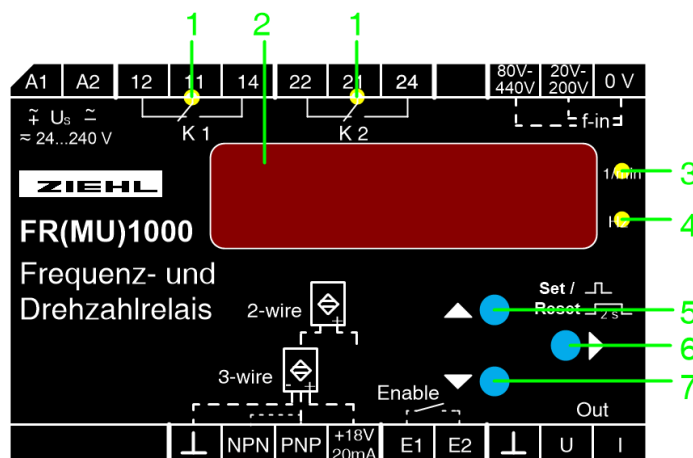 1 2 1
A1 A2 12 11 14 22 21 24 80V-440V 20V-200V 0 V
Us
24...240 V
K 1 K 2 f-in
ZIEHL
1/min 3
Hz 4
FR(MU)1000
Frequenz- und
Drehzahlrelais
2-wire
Set /
Reset 2 s 5
6
3-wire
7
Enable
Out
NPN PNP +18V 20mA E1 E2 U I